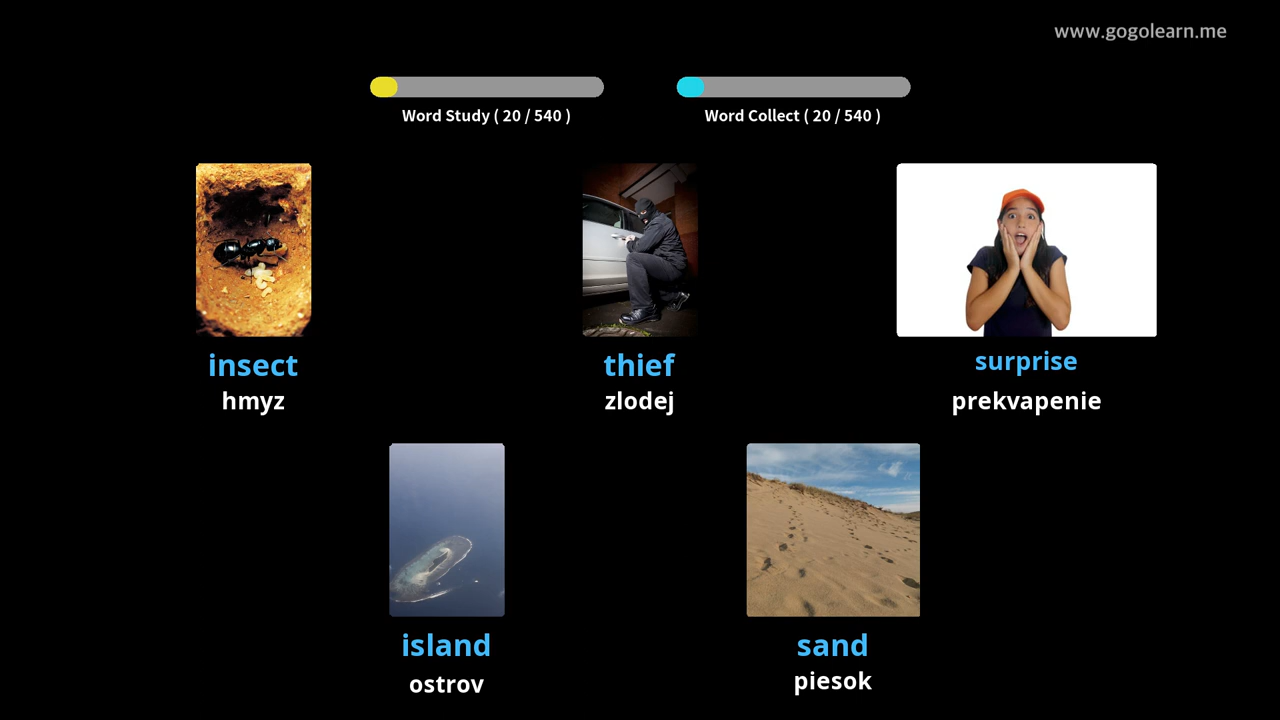 www.gogolearn.me
Word Study ( 20 / 540 )
Word Collect ( 20 / 540 )
insect
hmyz
thief
zlodej
surprise
prekvapenie
island
ostrov
sand
piesok